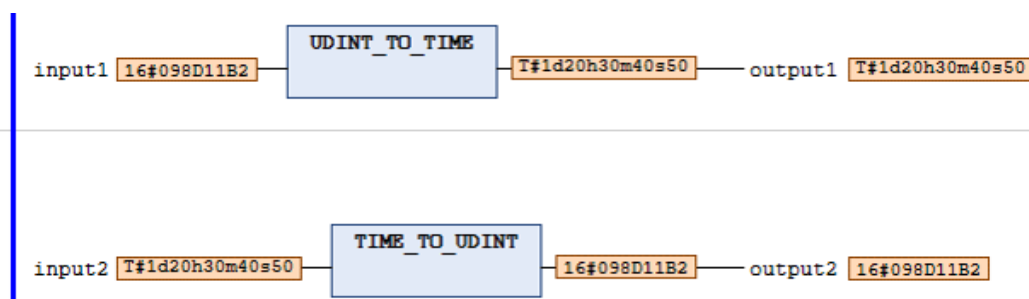 UDINT_TO_TIME
input1 16#098D11B2 T#1d20h30m40s50 output1 T#1d20h30m40s50
TIME_TO_UDINT
input2 T#1d20h30m40s50 16#098D11B2 output2 16#098D11B2